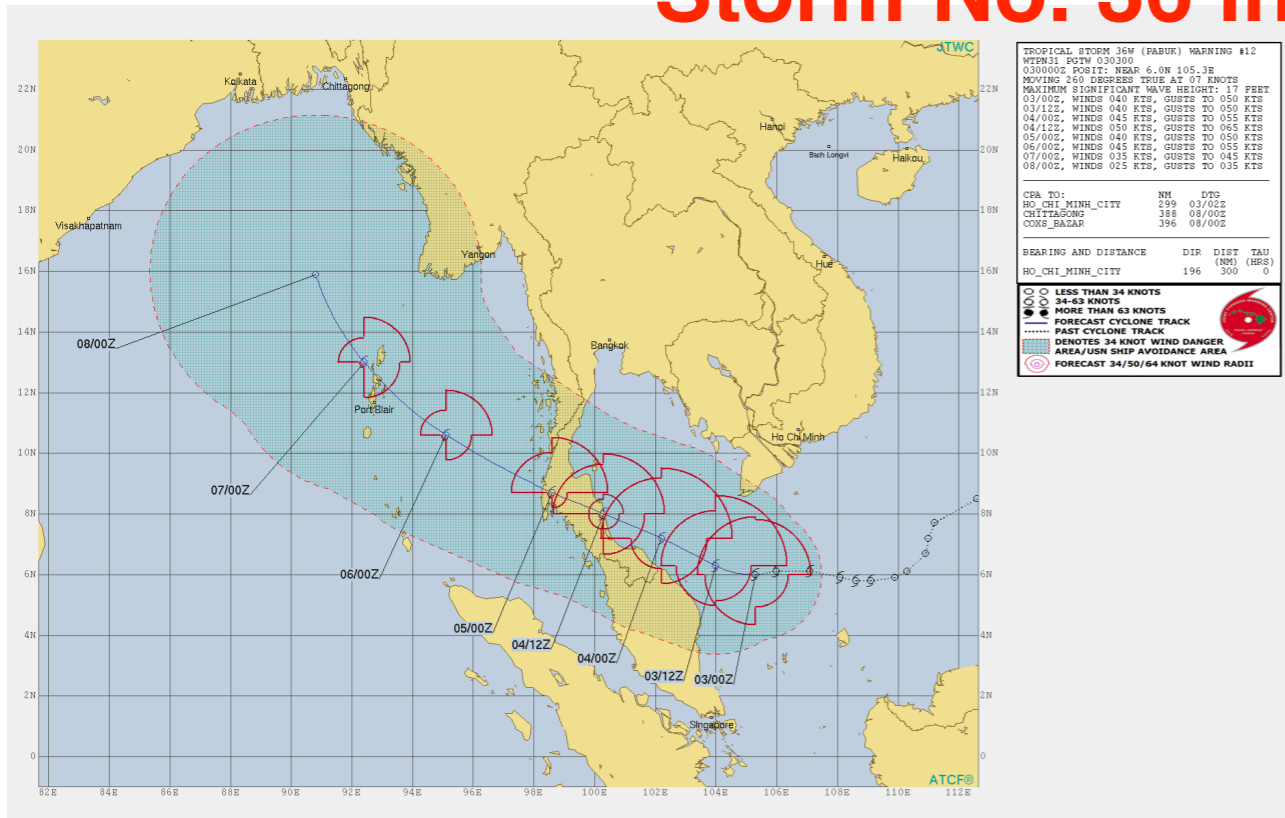 Storm No. 36 in
JTWC
TROPICAL STORM 36W (PABUK) WARNING #12
WTPN31 PGTW 030300
030000Z POSIT: NEAR 6.0N 105.3E
MOVING 260 DEGREES TRUE AT 07 KNOTS
MAXIMUM SIGNIFICANT WAVE HEIGHT: 17 FEET
03/00Z, WINDS 040 KTS, GUSTS TO 050 KTS
03/12Z, WINDS 040 KTS, GUSTS TO 050 KTS
04/00Z, WINDS 045 KTS, GUSTS TO 055 KTS
04/12Z, WINDS 050 KTS, GUSTS TO 065 KTS
05/00Z, WINDS 040 KTS, GUSTS TO 050 KTS
06/00Z, WINDS 045 KTS, GUSTS TO 055 KTS
07/00Z, WINDS 035 KTS, GUSTS TO 045 KTS
08/00Z, WINDS 025 KTS, GUSTS TO 035 KTS
CPA TO: NM DTG
HO_CHI_MINH_CITY 299 03/02Z
CHITTAGONG 388 08/00Z
COXS_BAZAR 396 08/00Z
BEARING AND DISTANCE DIR DIST TAU
(NM) (HRS)
HO_CHI_MINH_CITY 196 300 0
LESS THAN 34 KNOTS
34-63 KNOTS
MORE THAN 63 KNOTS
FORECAST CYCLONE TRACK
PAST CYCLONE TRACK
DENOTES 34 KNOT WIND DANGER
AREA/USN SHIP AVOIDANCE AREA
FORECAST 34/50/64 KNOT WIND RADII
Kolkata
Chittagong
22N 22N
Hanoi
20N 20N
Bach Longvi
Haikou
18N 18N
Visakhapatnam
Yangon
Hue
16N 16N
14N 14N
08/00Z
Bangkok
12N 12N
Port Blair
Ho Chi Minh
10N 10N
07/00Z
8N 8N
06/00Z
6N 6N
05/00Z
04/12Z
04/00Z
03/12Z
03/00Z
4N 4N
2N 2N
Singapore
0 0
ATCF®
82E 84E 86E 88E 90E 92E 94E 96E 98E 100E 102E 104E 106E 108E 110E 112E